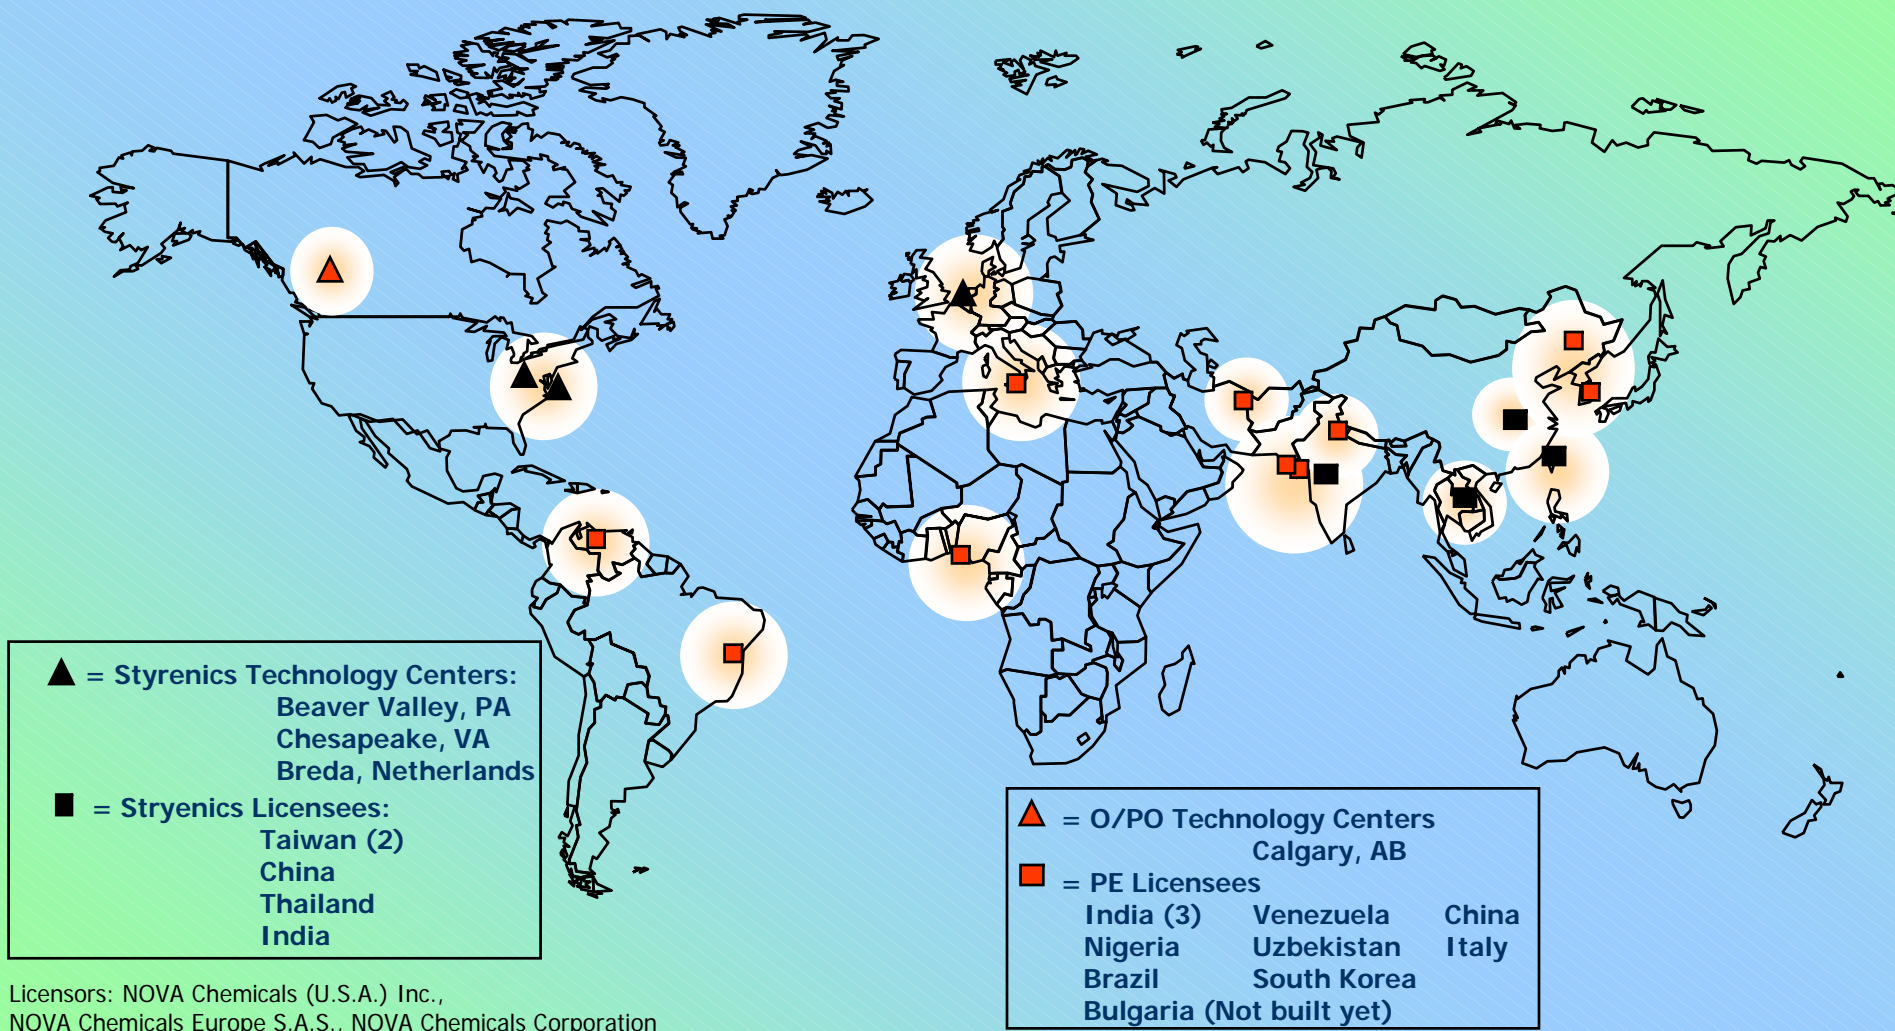 = Styrenics Technology Centers:
Beaver Valley, PA
Chesapeake, VA
Breda, Netherlands
= Stryenics Licensees:
Taiwan (2)
China
Thailand
India
= O/PO Technology Centers
Calgary, AB
= PE Licensees
India (3) Venezuela China
Nigeria Uzbekistan Italy
Brazil South Korea
Bulgaria (Not built yet)
Licensors: NOVA Chemicals (U.S.A.) Inc.,
NOVA Chemicals Europe S.A.S., NOVA Chemicals Corporation